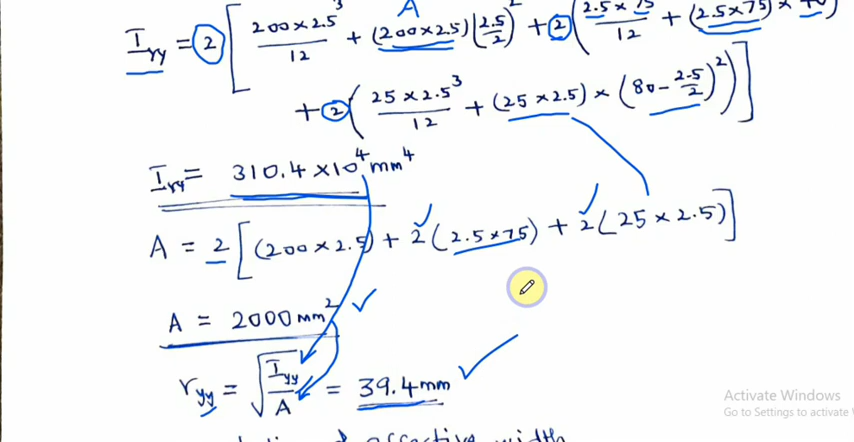 A
I_yy = 2 [ 200 × 2.5³/12 + (200 × 2.5)(2.5/2)² + 2 ( 2.5 × 75/12 + (2.5 × 75) ×
+ 2 ( 25 × 2.5³/12 + (25 × 2.5) × (80 - 2.5/2)² ) ]
I_yy = 310.4 × 10⁴ mm⁴
A = 2 [ (200 × 2.5) + 2 (2.5 × 75) + 2 (25 × 2.5) ]
A = 2000 mm²
r_yy = √(I_yy/A) = 39.4 mm
Activate Windows
Go to Settings to activate